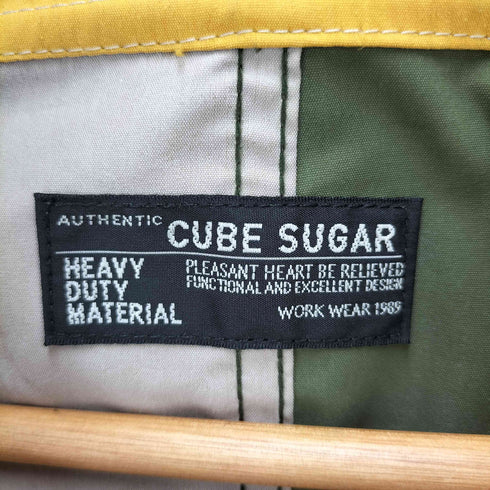 AUTHENTIC CUBE SUGAR
HEAVY DUTY MATERIAL
PLEASANT HEART BE RELIEVED
FUNCTIONAL AND EXCELLENT DESIGN
WORK WEAR 1989